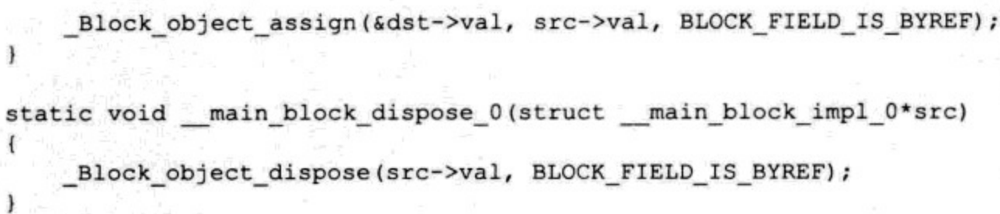 _Block_object_assign(&dst->val, src->val, BLOCK_FIELD_IS_BYREF);
}

static void __main_block_dispose_0(struct __main_block_impl_0*src)
{
    _Block_object_dispose(src->val, BLOCK_FIELD_IS_BYREF);
}